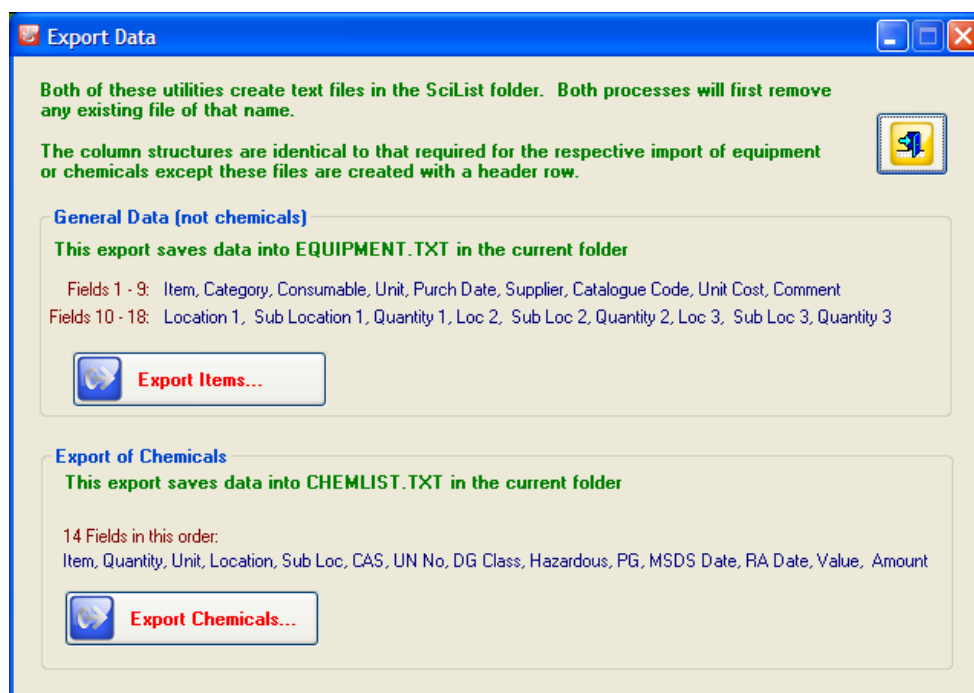 Export Data
Both of these utilities create text files in the SciList folder.  Both processes will first remove
any existing file of that name.
The column structures are identical to that required for the respective import of equipment
or chemicals except these files are created with a header row.
General Data (not chemicals)
This export saves data into EQUIPMENT.TXT in the current folder
Fields 1 - 9:  Item, Category, Consumable, Unit, Purch Date, Supplier, Catalogue Code, Unit Cost, Comment
Fields 10 - 18:  Location 1,  Sub Location 1, Quantity 1, Loc 2,  Sub Loc 2, Quantity 2, Loc 3,  Sub Loc 3, Quantity 3
Export Items...
Export of Chemicals
This export saves data into CHEMLIST.TXT in the current folder
14 Fields in this order:
Item, Quantity, Unit, Location, Sub Loc, CAS, UN No, DG Class, Hazardous, PG, MSDS Date, RA Date, Value,  Amount
Export Chemicals...